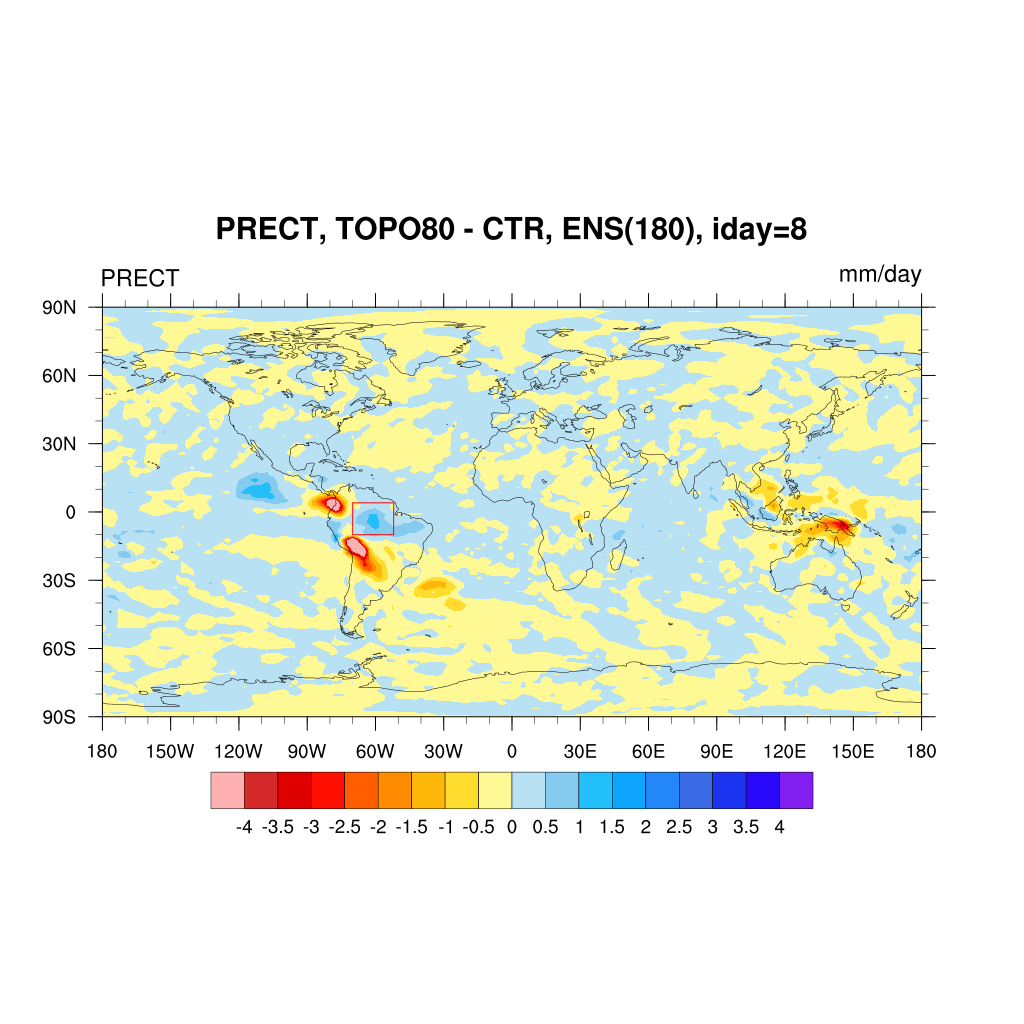 PRECT, TOPO80 - CTR, ENS(180), iday=8
PRECT mm/day
90N
60N
30N
0
30S
60S
90S
180 150W 120W 90W 60W 30W 0 30E 60E 90E 120E 150E 180
-4 -3.5 -3 -2.5 -2 -1.5 -1 -0.5 0 0.5 1 1.5 2 2.5 3 3.5 4